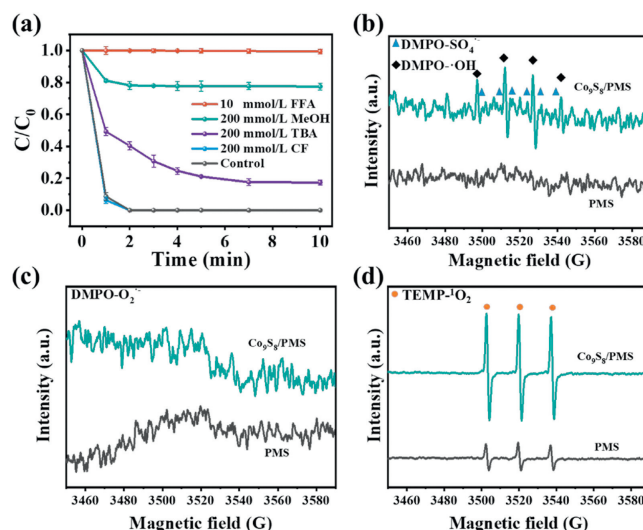 (a)
C/C0
1.0
0.8
0.6
0.4
0.2
0.0
10 mmol/L FFA
200 mmol/L MeOH
200 mmol/L TBA
200 mmol/L CF
Control
0 2 4 6 8 10
Time (min)
(b)
Intensity (a.u.)
DMPO-SO4·-
DMPO-·OH
Co9S8/PMS
PMS
3460 3480 3500 3520 3540 3560 3580
Magnetic field (G)
(c)
Intensity (a.u.)
DMPO-O2·-
Co9S8/PMS
PMS
3460 3480 3500 3520 3540 3560 3580
Magnetic field (G)
(d)
Intensity (a.u.)
TEMP-1O2
Co9S8/PMS
PMS
3460 3480 3500 3520 3540 3560 3580
Magnetic field (G)